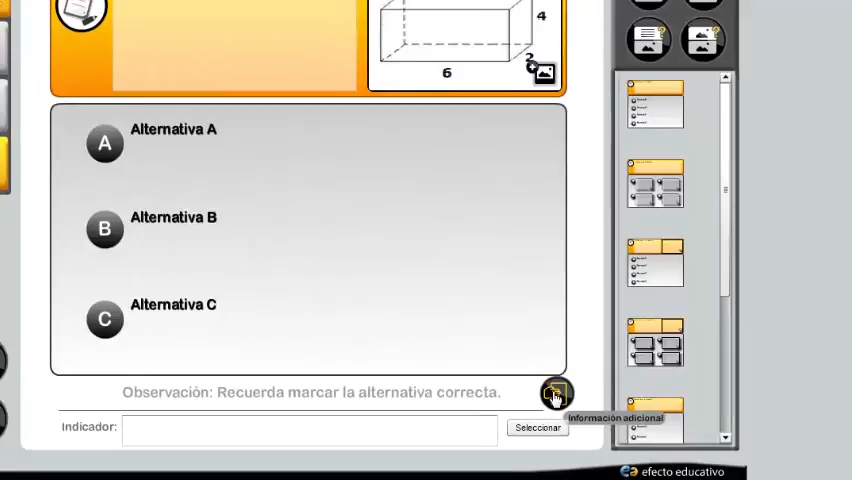 4
2
6
A Alternativa A
B Alternativa B
C Alternativa C
Observación: Recuerda marcar la alternativa correcta.
Información adicional
Indicador: Seleccionar
efecto educativo